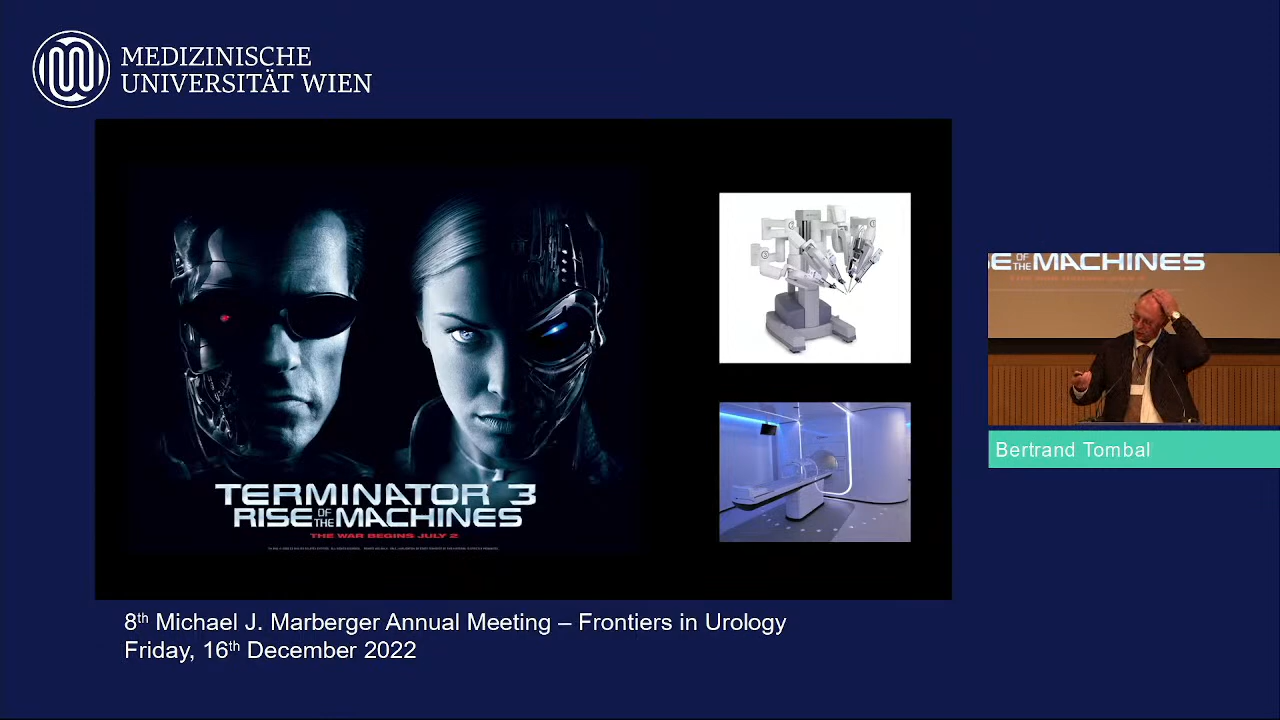 MEDIZINISCHE
UNIVERSITÄT WIEN
TERMINATOR 3
RISE OF THE MACHINES
THE WAR BEGINS JULY 2
E OF THE MACHINES
Bertrand Tombal
8th Michael J. Marberger Annual Meeting – Frontiers in Urology
Friday, 16th December 2022